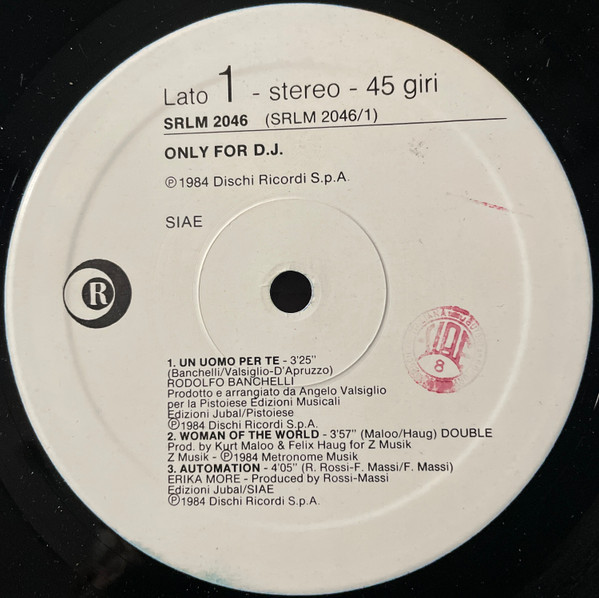 Lato 1 - stereo - 45 giri
SRLM 2046 (SRLM 2046/1)
ONLY FOR D.J.
℗ 1984 Dischi Ricordi S.p.A.
SIAE
R
8
1. UN UOMO PER TE - 3'25"
(Banchelli/Valsiglio-D'Apruzzo)
RODOLFO BANCHELLI
Prodotto e arrangiato da Angelo Valsiglio
per la Pistoiese Edizioni Musicali
Edizioni Jubal/Pistoiese
℗1984 Dischi Ricordi S.p.A.
2. WOMAN OF THE WORLD - 3'57" (Maloo/Haug) DOUBLE
Prod. by Kurt Maloo & Felix Haug for Z Musik
Z Musik - ℗1984 Metronome Musik
3. AUTOMATION - 4'05" (R. Rossi-F. Massi/F. Massi)
ERIKA MORE - Produced by Rossi-Massi
Edizioni Jubal/SIAE
℗1984 Dischi Ricordi S.p.A.